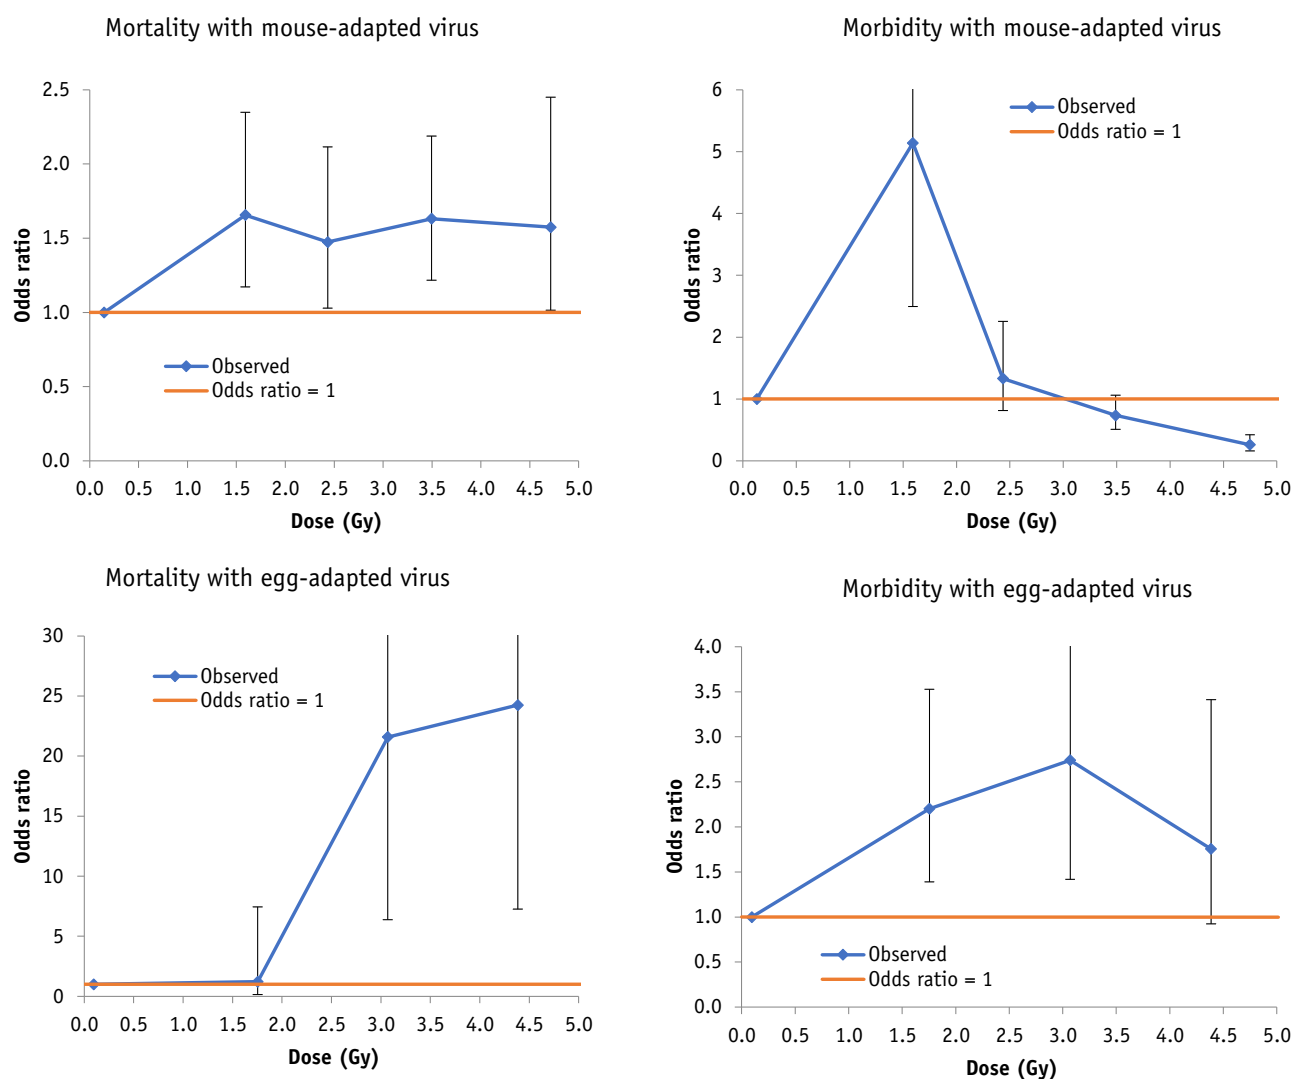 Mortality with mouse-adapted virus
2.5
2.0
1.5
1.0
0.5
0.0
Odds ratio
Observed
Odds ratio = 1
0.0 0.5 1.0 1.5 2.0 2.5 3.0 3.5 4.0 4.5 5.0
Dose (Gy)
Morbidity with mouse-adapted virus
6
5
4
3
2
1
0
Odds ratio
Observed
Odds ratio = 1
0.0 0.5 1.0 1.5 2.0 2.5 3.0 3.5 4.0 4.5 5.0
Dose (Gy)
Mortality with egg-adapted virus
30
25
20
15
10
5
0
Odds ratio
Observed
Odds ratio = 1
0.0 0.5 1.0 1.5 2.0 2.5 3.0 3.5 4.0 4.5 5.0
Dose (Gy)
Morbidity with egg-adapted virus
4.0
3.5
3.0
2.5
2.0
1.5
1.0
0.5
0.0
Odds ratio
Observed
Odds ratio = 1
0.0 0.5 1.0 1.5 2.0 2.5 3.0 3.5 4.0 4.5 5.0
Dose (Gy)